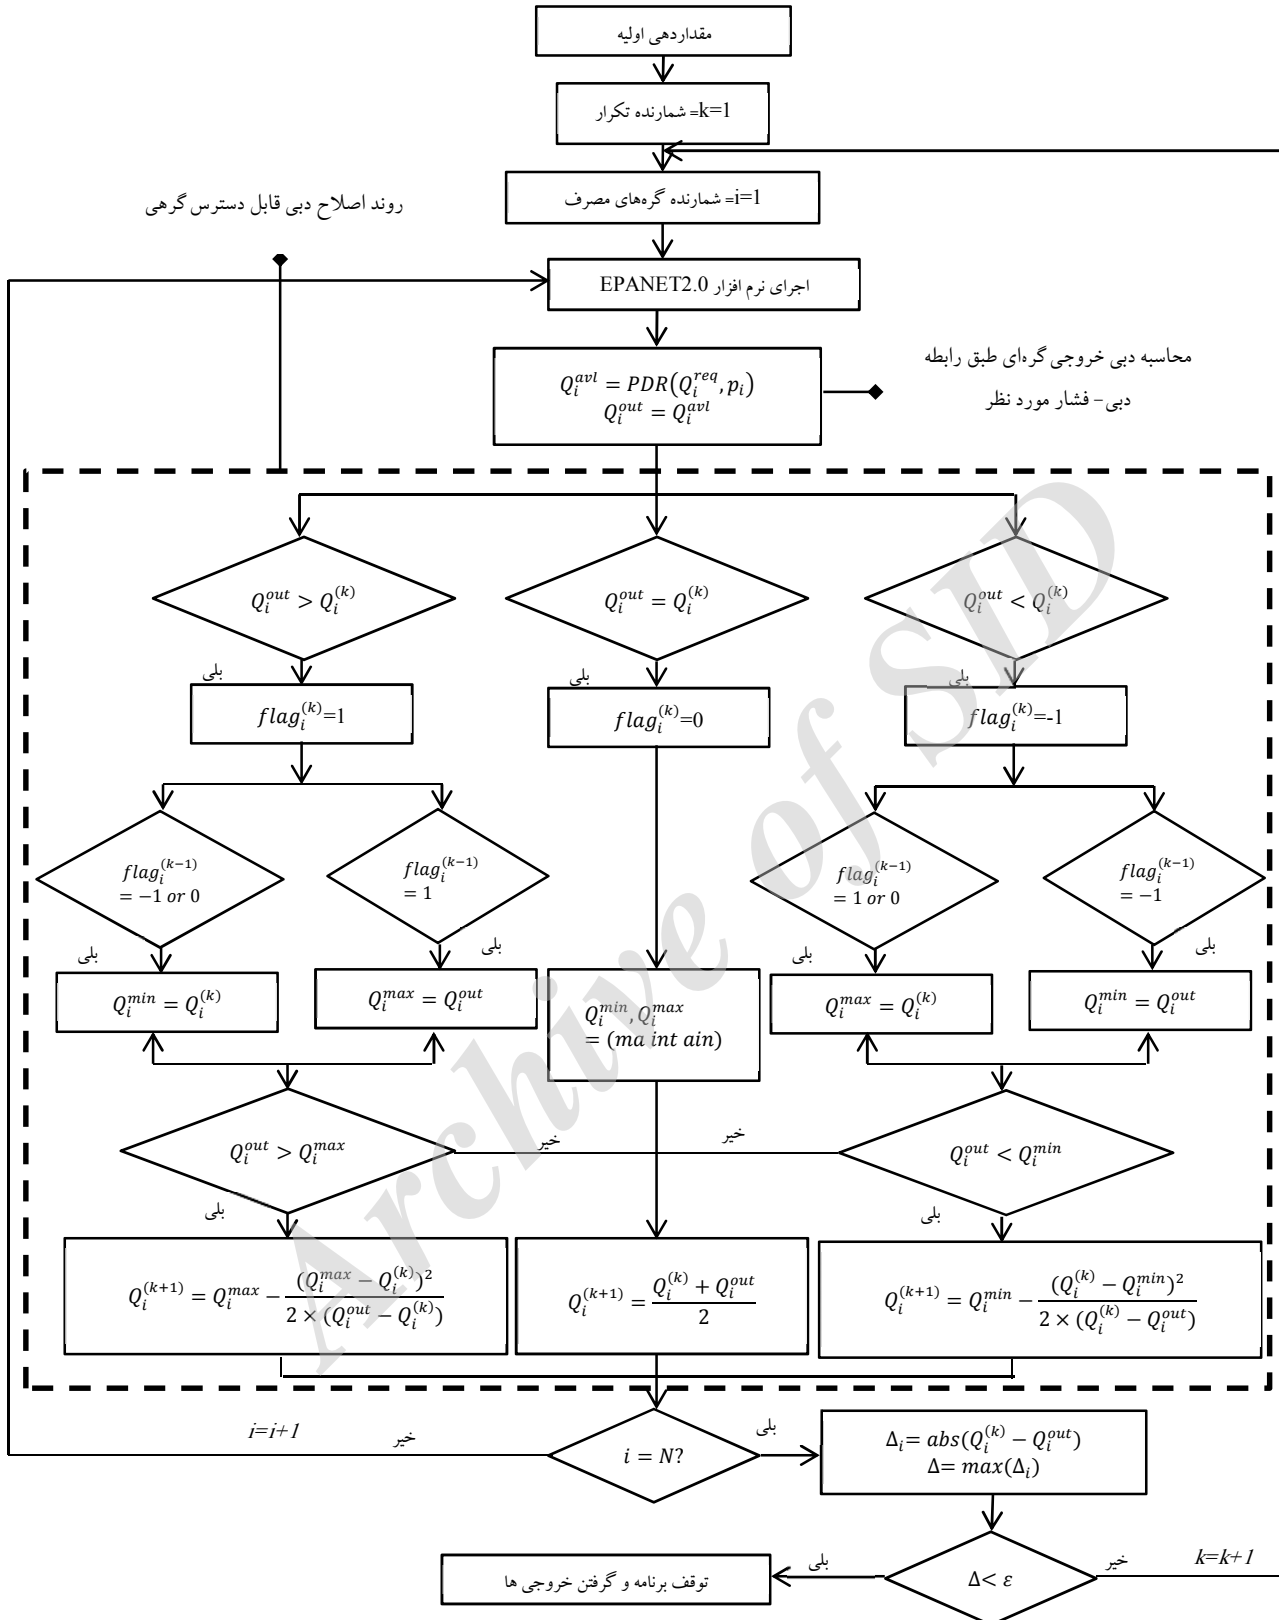 مقداردهی اولیه
k=1= شمارنده تکرار
i=1= شمارنده گره‌های مصرف
روند اصلاح دبی قابل دسترس گرهی
اجرای نرم افزار EPANET2.0
Q_i^{avl} = PDR(Q_i^{req}, p_i)
Q_i^{out} = Q_i^{avl}
محاسبه دبی خروجی گره‌ای طبق رابطه
دبی – فشار مورد نظر
Q_i^{out} > Q_i^{(k)}
Q_i^{out} = Q_i^{(k)}
Q_i^{out} < Q_i^{(k)}
بلی
بلی
بلی
flag_i^{(k)}=1
flag_i^{(k)}=0
flag_i^{(k)}=-1
flag_i^{(k-1)}
= −1 or 0
flag_i^{(k-1)}
= 1
flag_i^{(k-1)}
= 1 or 0
flag_i^{(k-1)}
= −1
بلی
بلی
بلی
بلی
Q_i^{min} = Q_i^{(k)}
Q_i^{max} = Q_i^{out}
Q_i^{min}, Q_i^{max}
= (ma int ain)
Q_i^{max} = Q_i^{(k)}
Q_i^{min} = Q_i^{out}
Q_i^{out} > Q_i^{max}
خیر
خیر
Q_i^{out} < Q_i^{min}
بلی
بلی
Q_i^{(k+1)} = Q_i^{max} − (Q_i^{max} − Q_i^{(k)})^2 / 2 × (Q_i^{out} − Q_i^{(k)})
Q_i^{(k+1)} = Q_i^{(k)} + Q_i^{out} / 2
Q_i^{(k+1)} = Q_i^{min} − (Q_i^{(k)} − Q_i^{min})^2 / 2 × (Q_i^{(k)} − Q_i^{out})
i=i+1
خیر
i = N?
بلی
Δ_i= abs(Q_i^{(k)} − Q_i^{out})
Δ= max(Δ_i)
توقف برنامه و گرفتن خروجی ها
بلی
Δ< ε
خیر
k=k+1
Archive of SID